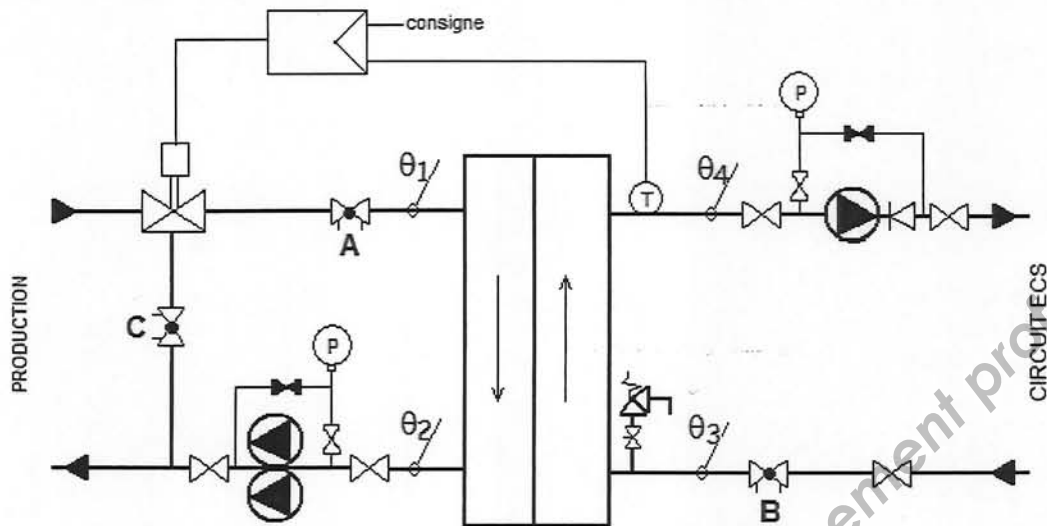 consigne
P
θ1
θ4
T
A
PRODUCTION
C
P
CIRCUIT ECS
θ2
θ3
B